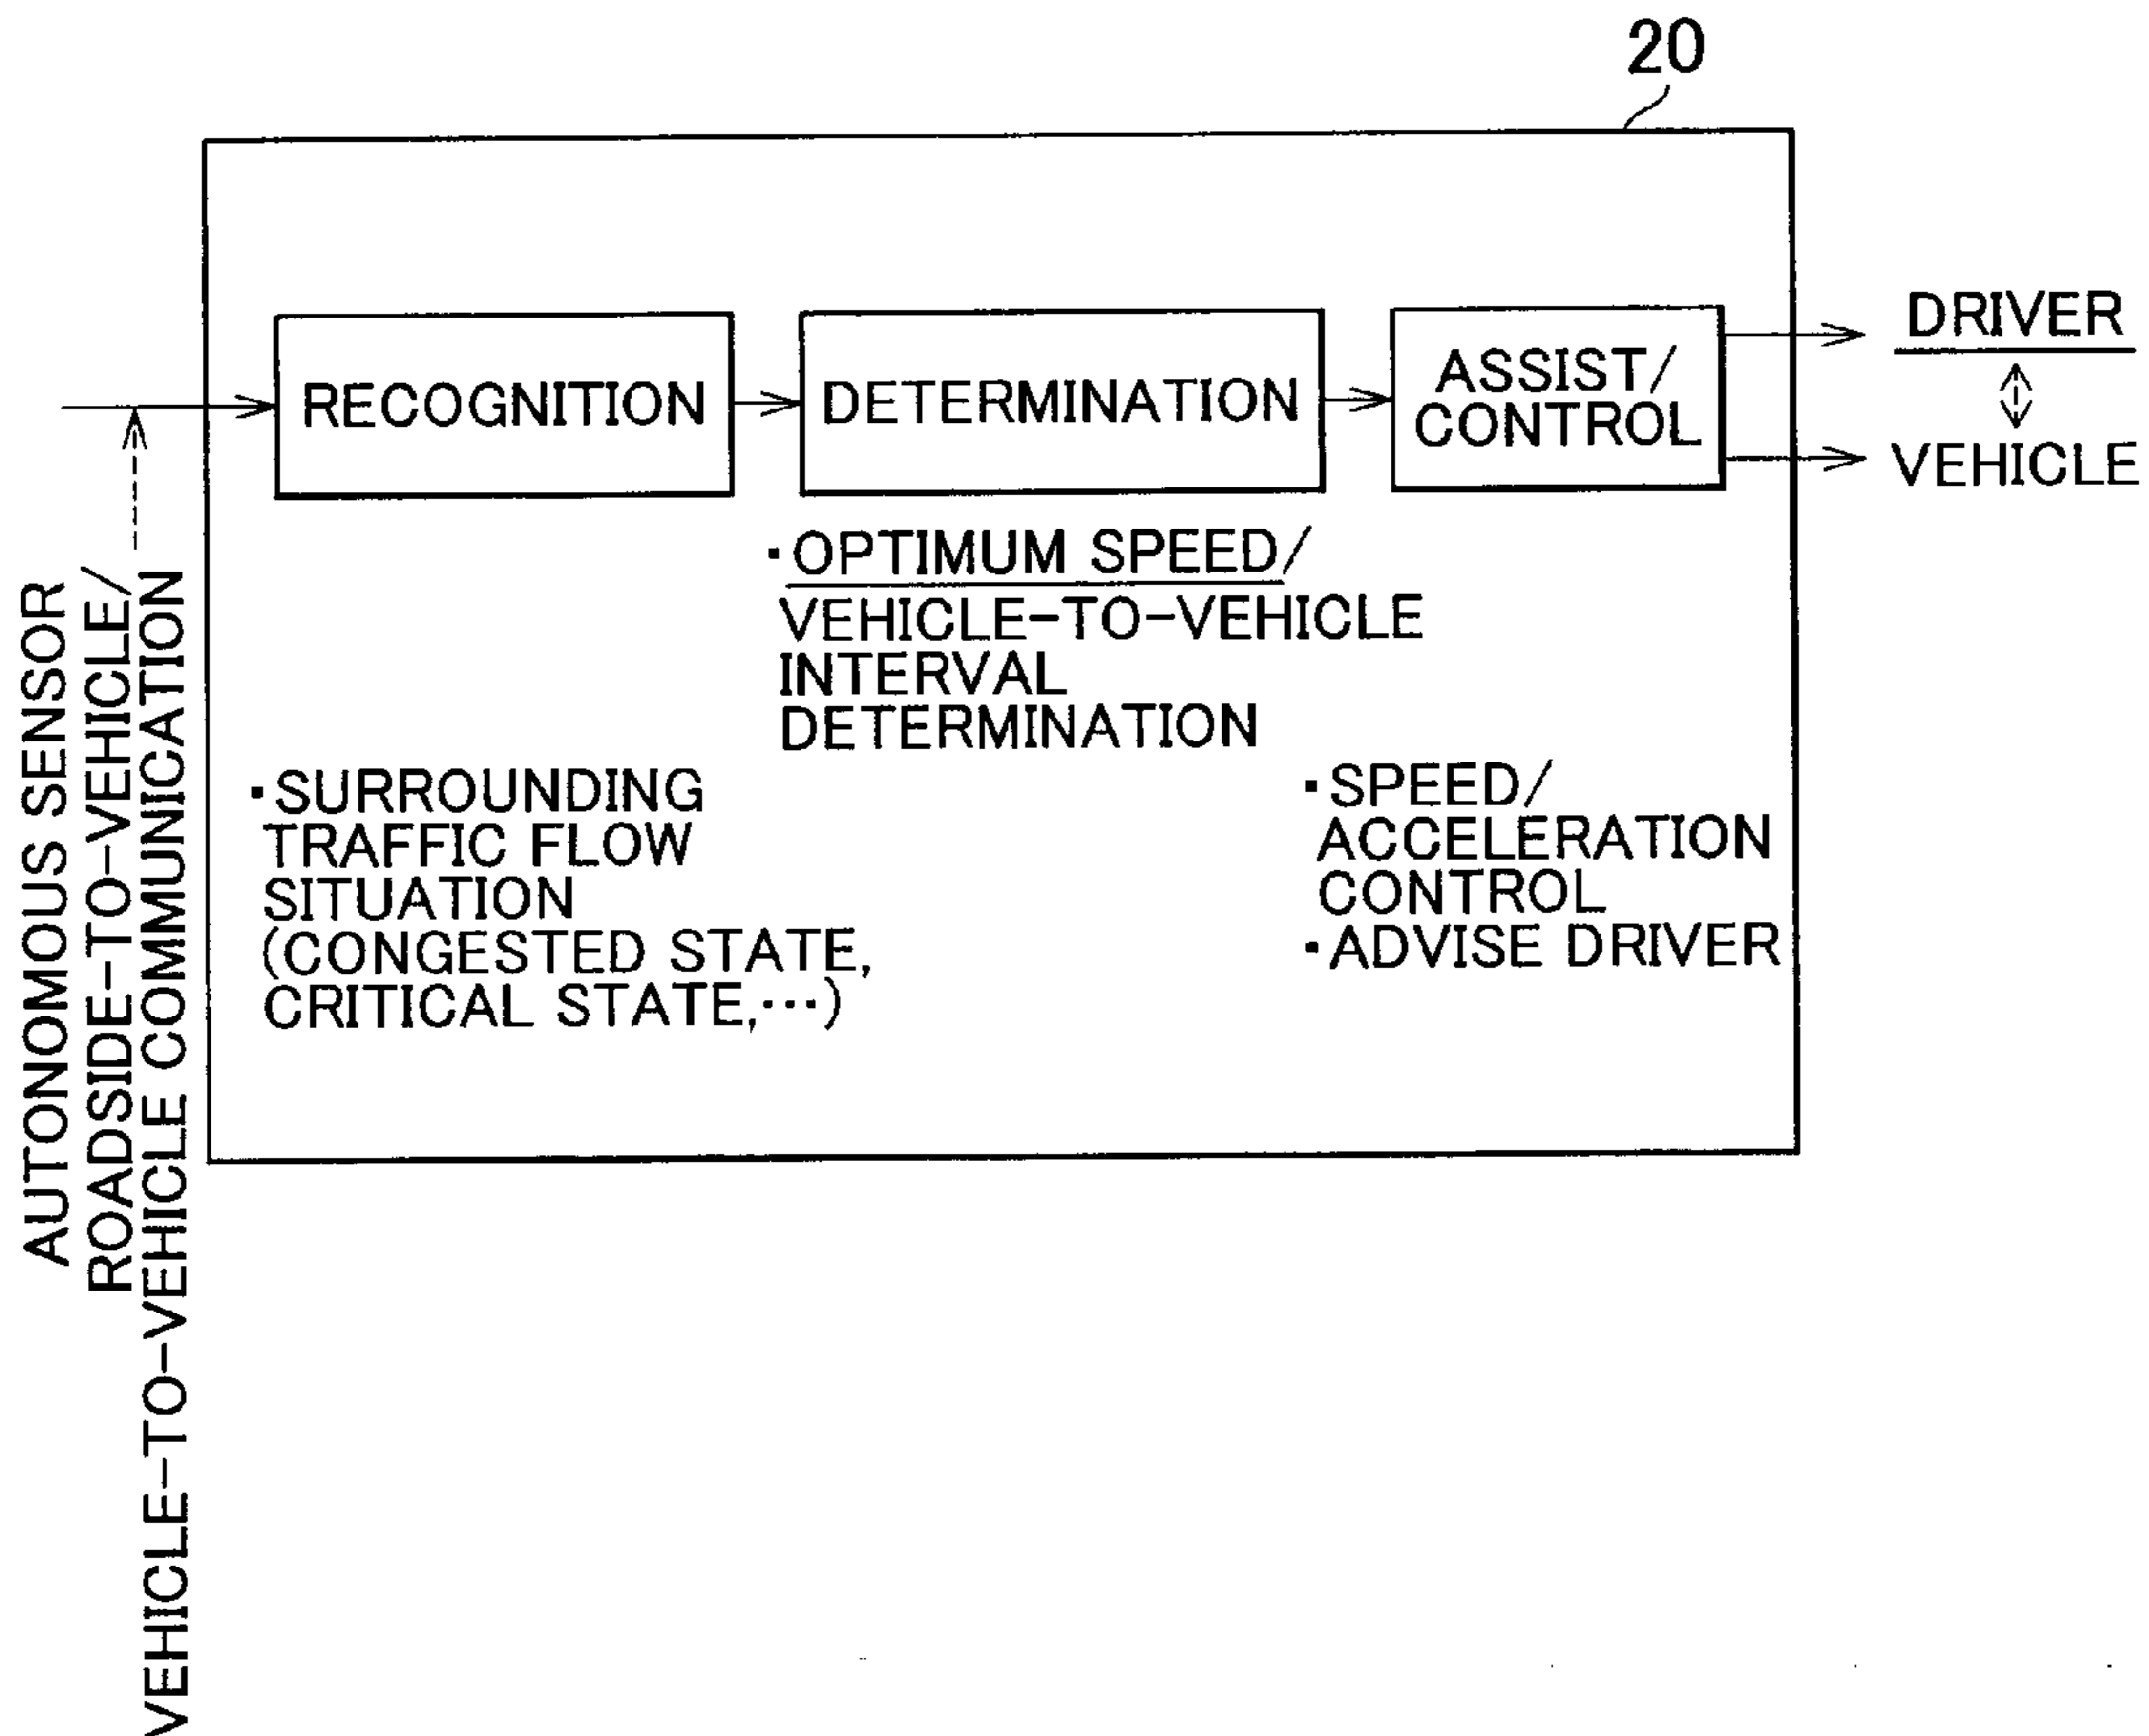 20
RECOGNITION
DETERMINATION
ASSIST/
CONTROL
DRIVER
VEHICLE
・OPTIMUM SPEED/
VEHICLE-TO-VEHICLE
INTERVAL
DETERMINATION
・SURROUNDING
TRAFFIC FLOW
SITUATION
(CONGESTED STATE,
CRITICAL STATE,···)
・SPEED/
ACCELERATION
CONTROL
・ADVISE DRIVER
AUTONOMOUS SENSOR
ROADSIDE-TO-VEHICLE/
VEHICLE-TO-VEHICLE COMMUNICATION